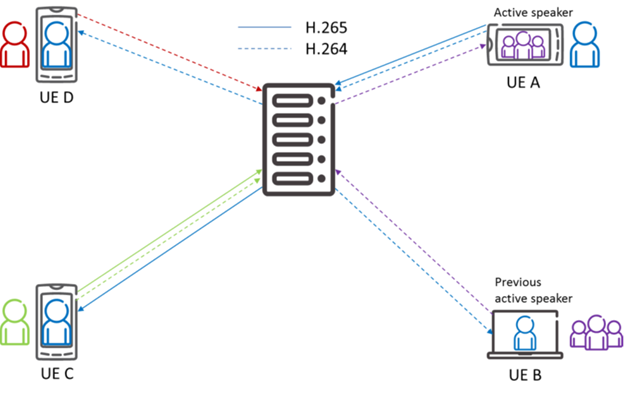 Active speaker
H.265
H.264
UE D
UE A
Previous
active speaker
UE C
UE B